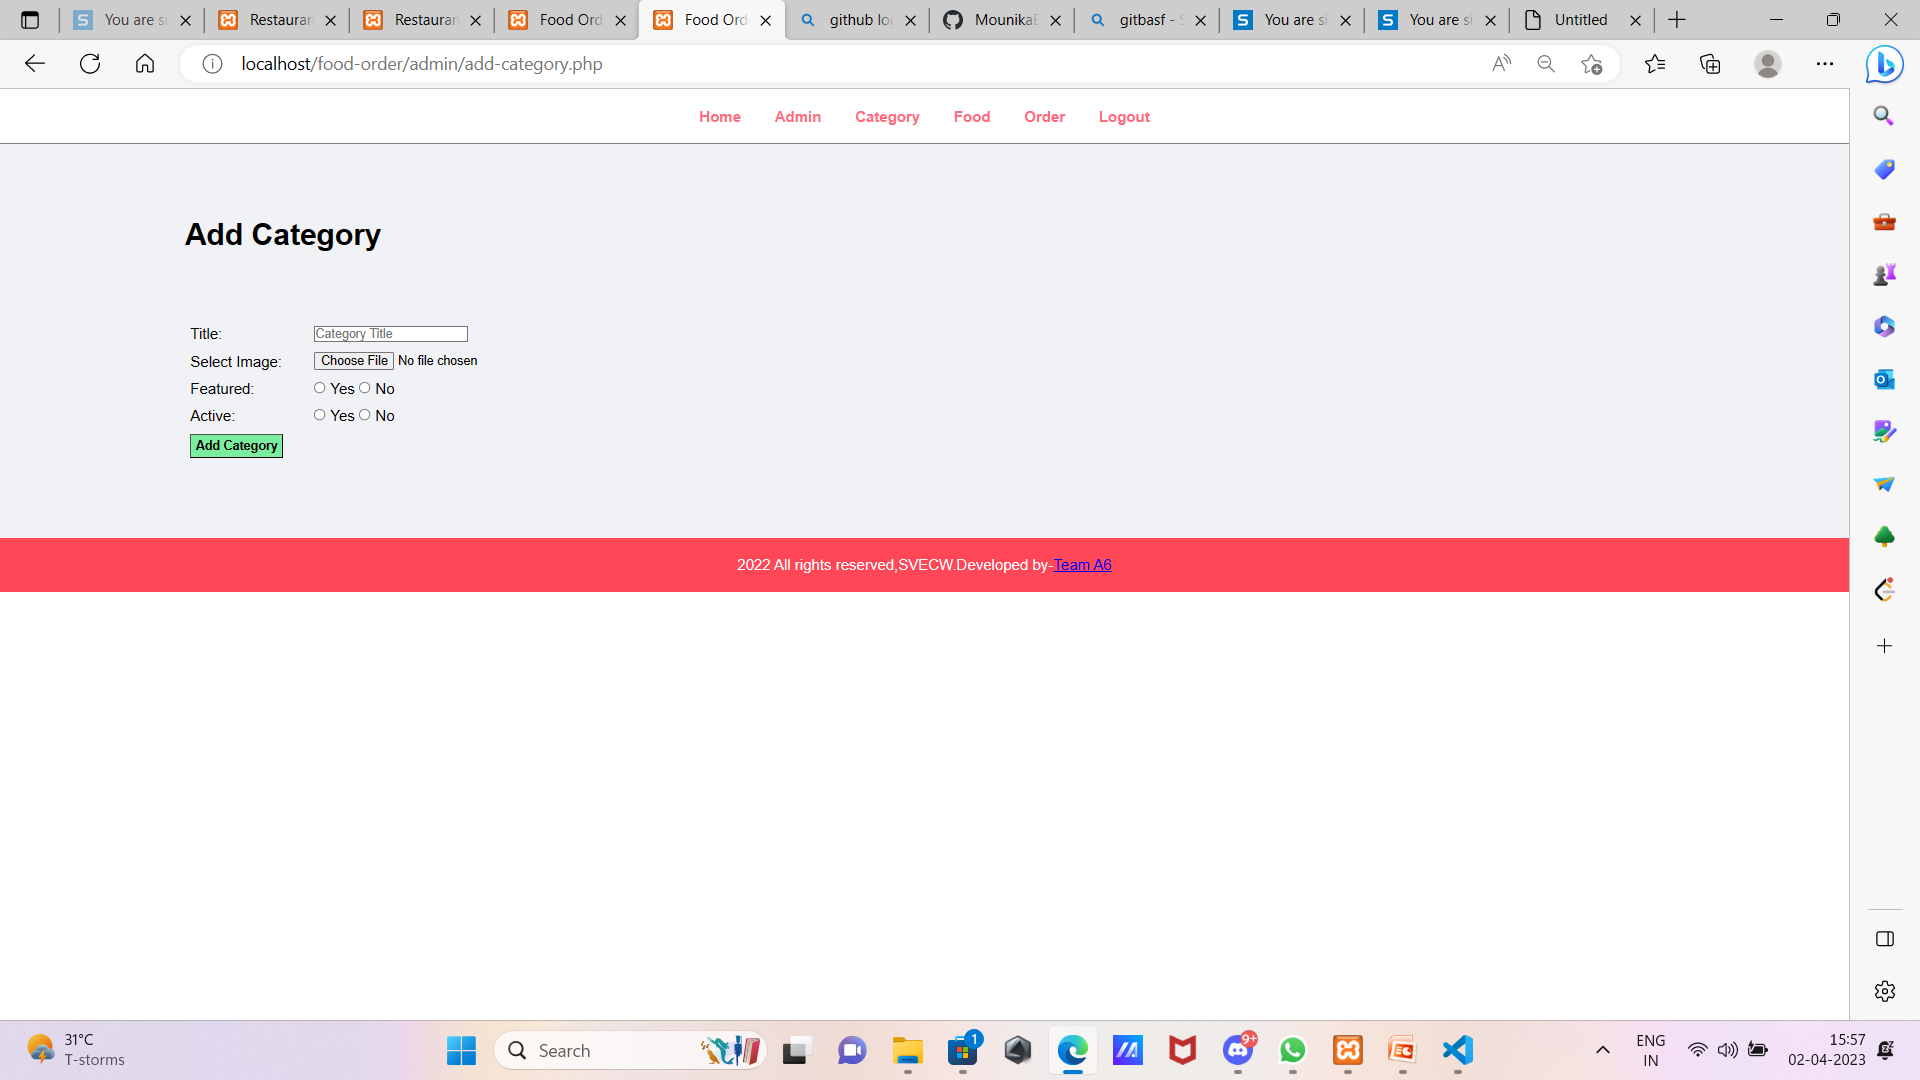 You are si
Restauran
Restauran
Food Ord
Food Ord
github lo
Mounika
gitbasf - S
You are si
You are si
Untitled
localhost/food-order/admin/add-category.php
Home Admin Category Food Order Logout
Add Category
Title: Category Title
Select Image: Choose File No file chosen
Featured: Yes No
Active: Yes No
Add Category
2022 All rights reserved,SVECW.Developed by-Team A6
31°C
T-storms
Search
1
9+
ENG
IN
15:57
02-04-2023